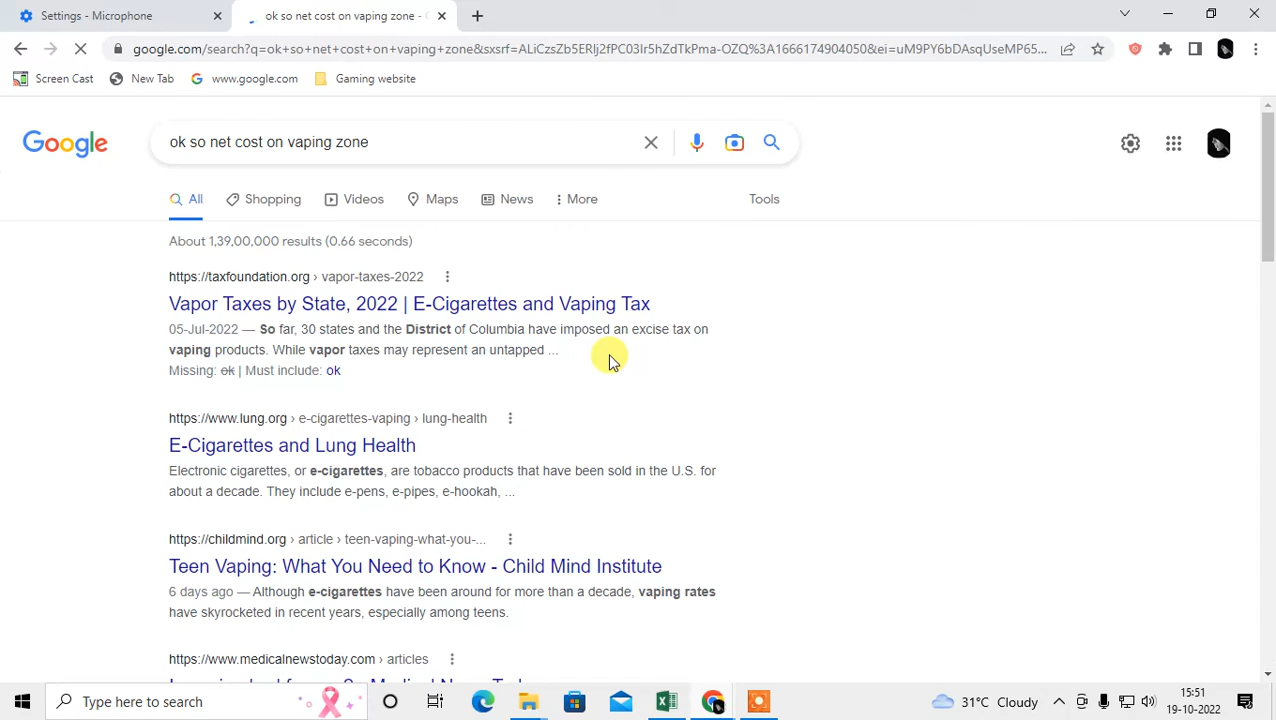 Settings - Microphone
ok so net cost on vaping zone - G
google.com/search?q=ok+so+net+cost+on+vaping+zone&sxsrf=ALiCzsZb5ERlj2fPC03Ir5hZdTkPma-OZQ%3A1666174904050&ei=uM9PY6bDAsqUseMP65...
Screen Cast
New Tab
www.google.com
Gaming website
Google
ok so net cost on vaping zone
All
Shopping
Videos
Maps
News
More
Tools
About 1,39,00,000 results (0.66 seconds)
https://taxfoundation.org › vapor-taxes-2022
Vapor Taxes by State, 2022 | E-Cigarettes and Vaping Tax
05-Jul-2022 — So far, 30 states and the District of Columbia have imposed an excise tax on
vaping products. While vapor taxes may represent an untapped ...
Missing: ok | Must include: ok
https://www.lung.org › e-cigarettes-vaping › lung-health
E-Cigarettes and Lung Health
Electronic cigarettes, or e-cigarettes, are tobacco products that have been sold in the U.S. for
about a decade. They include e-pens, e-pipes, e-hookah, ...
https://childmind.org › article › teen-vaping-what-you-...
Teen Vaping: What You Need to Know - Child Mind Institute
6 days ago — Although e-cigarettes have been around for more than a decade, vaping rates
have skyrocketed in recent years, especially among teens.
https://www.medicalnewstoday.com › articles
Type here to search
31°C Cloudy
15:51
19-10-2022